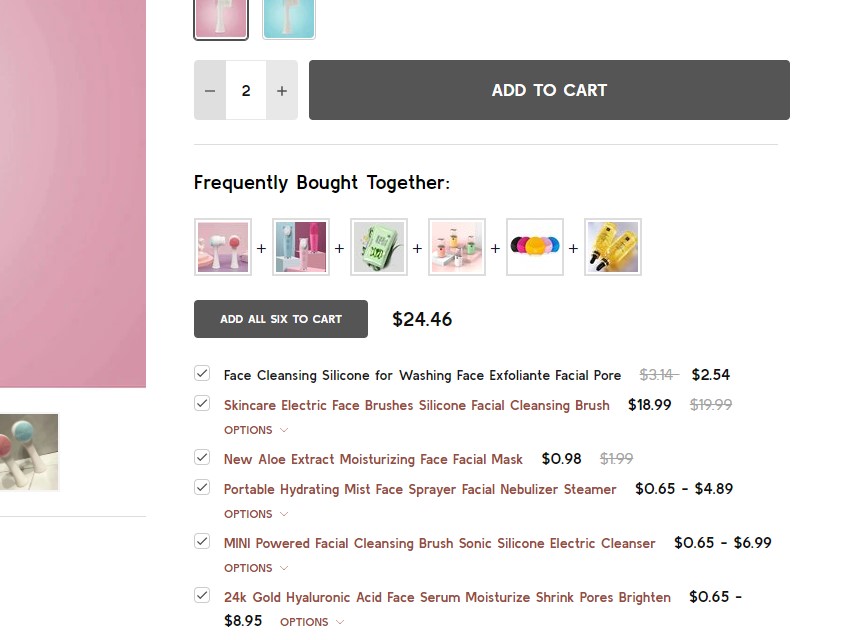 − 2 + ADD TO CART
Frequently Bought Together:
+ + + + +
ADD ALL SIX TO CART $24.46
Face Cleansing Silicone for Washing Face Exfoliante Facial Pore $3.14 $2.54
Skincare Electric Face Brushes Silicone Facial Cleansing Brush $18.99 $19.99
OPTIONS
New Aloe Extract Moisturizing Face Facial Mask $0.98 $1.99
Portable Hydrating Mist Face Sprayer Facial Nebulizer Steamer $0.65 - $4.89
OPTIONS
MINI Powered Facial Cleansing Brush Sonic Silicone Electric Cleanser $0.65 - $6.99
OPTIONS
24k Gold Hyaluronic Acid Face Serum Moisturize Shrink Pores Brighten $0.65 -
$8.95 OPTIONS